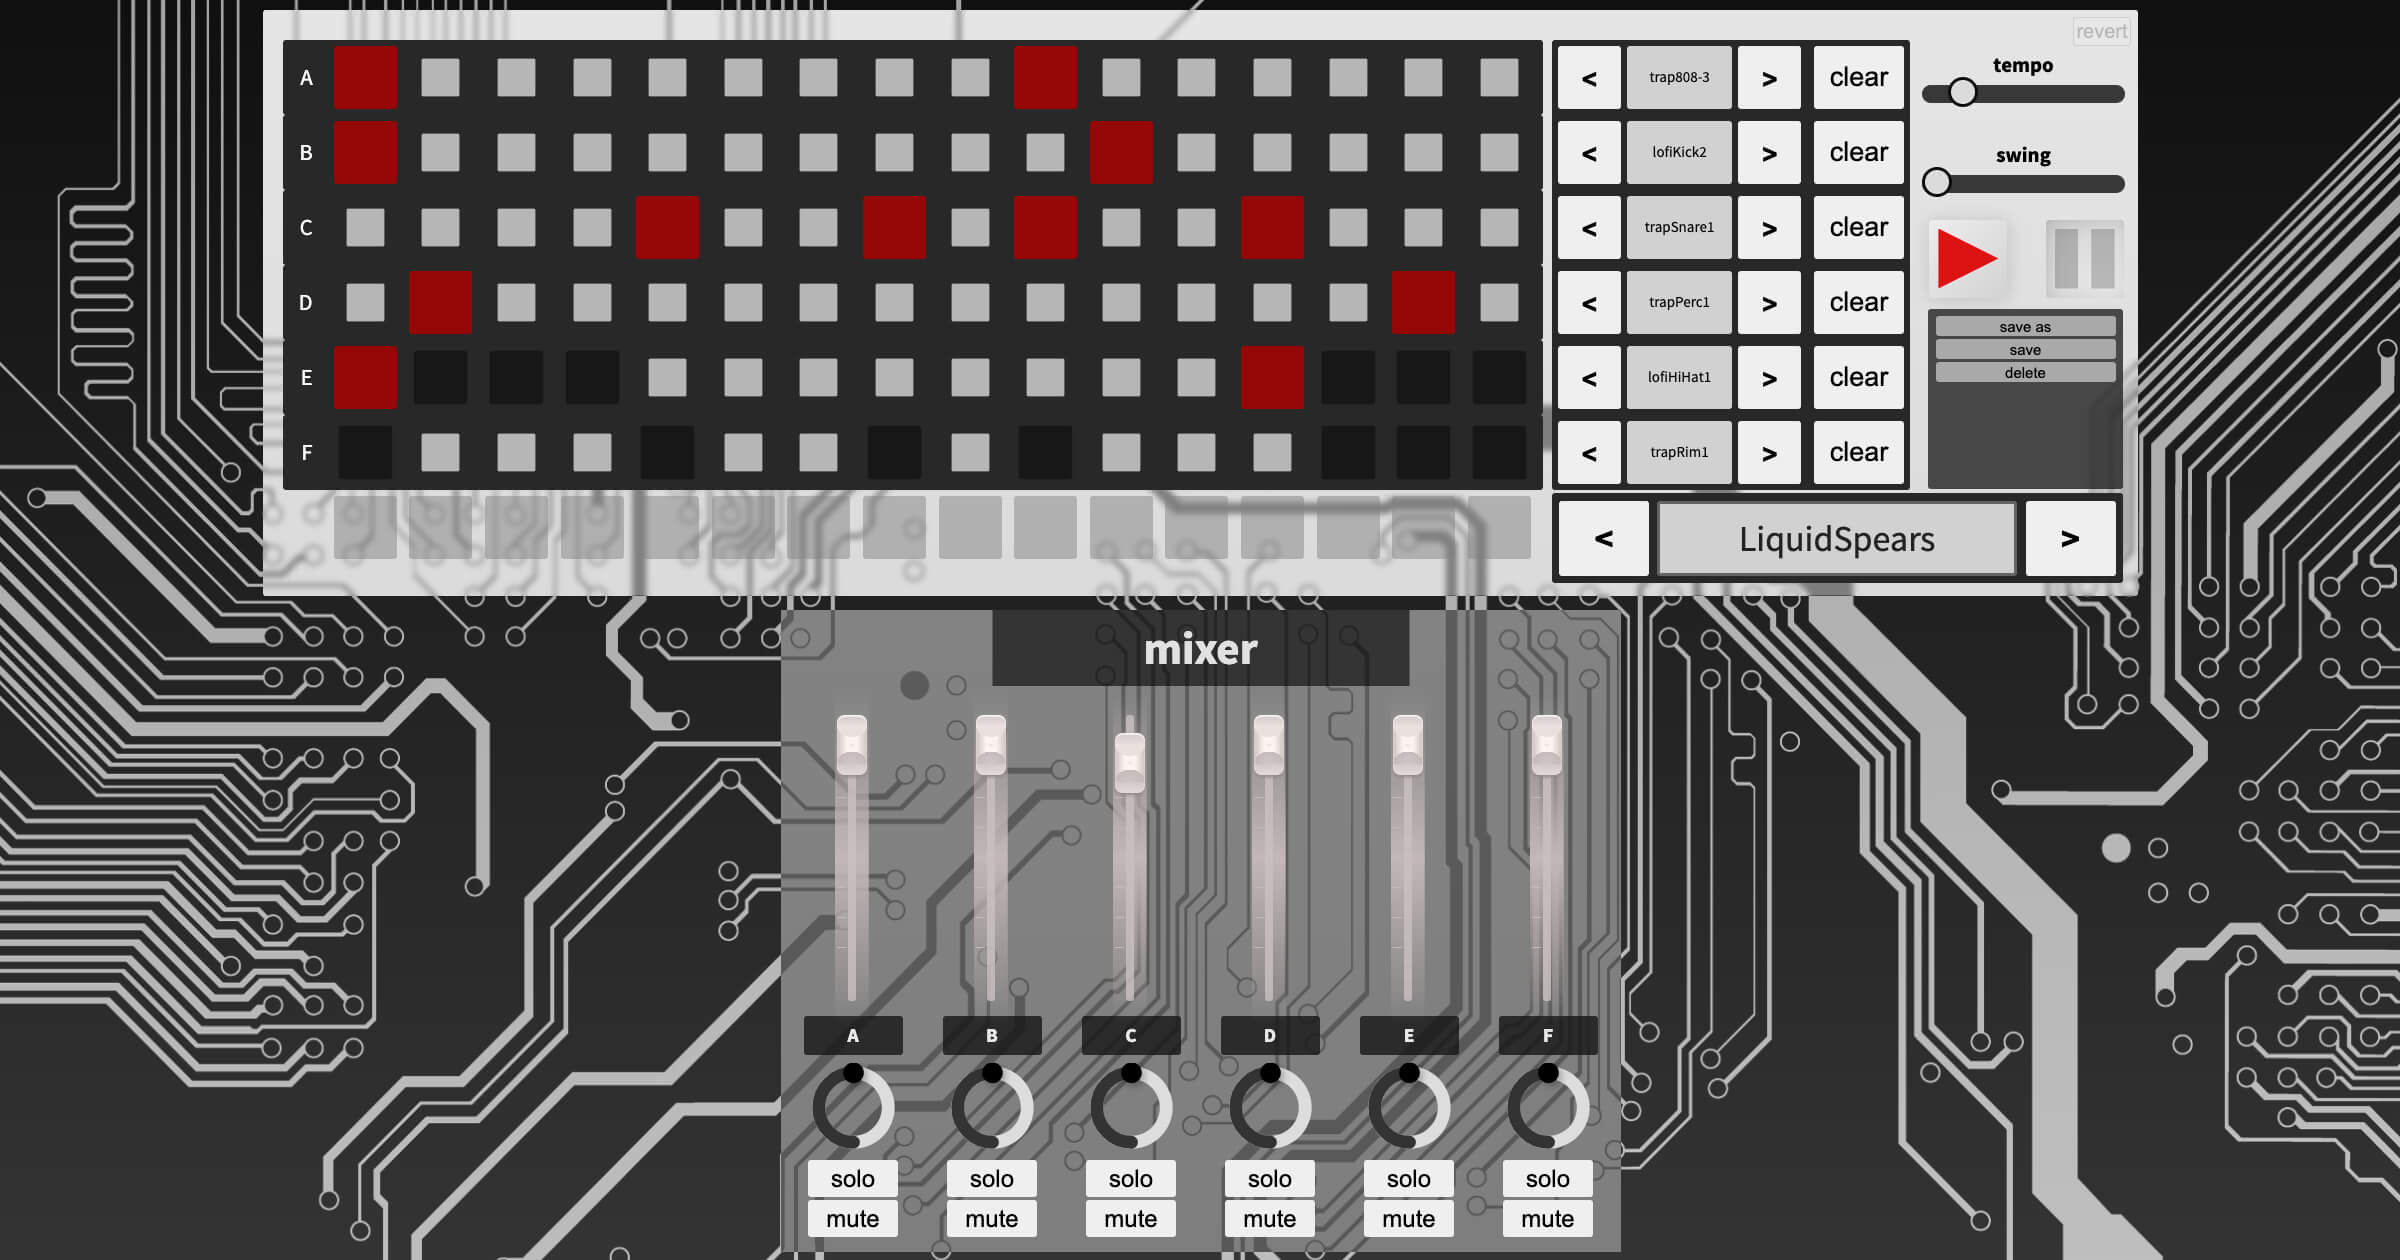 revert
A
< trap808-3 > clear
tempo
B
< lofiKick2 > clear
swing
C
< trapSnare1 > clear
D
< trapPerc1 > clear
save as
save
delete
E
< lofiHiHat1 > clear
F
< trapRim1 > clear
< LiquidSpears >
mixer
A B C D E F
solo solo solo solo solo solo
mute mute mute mute mute mute